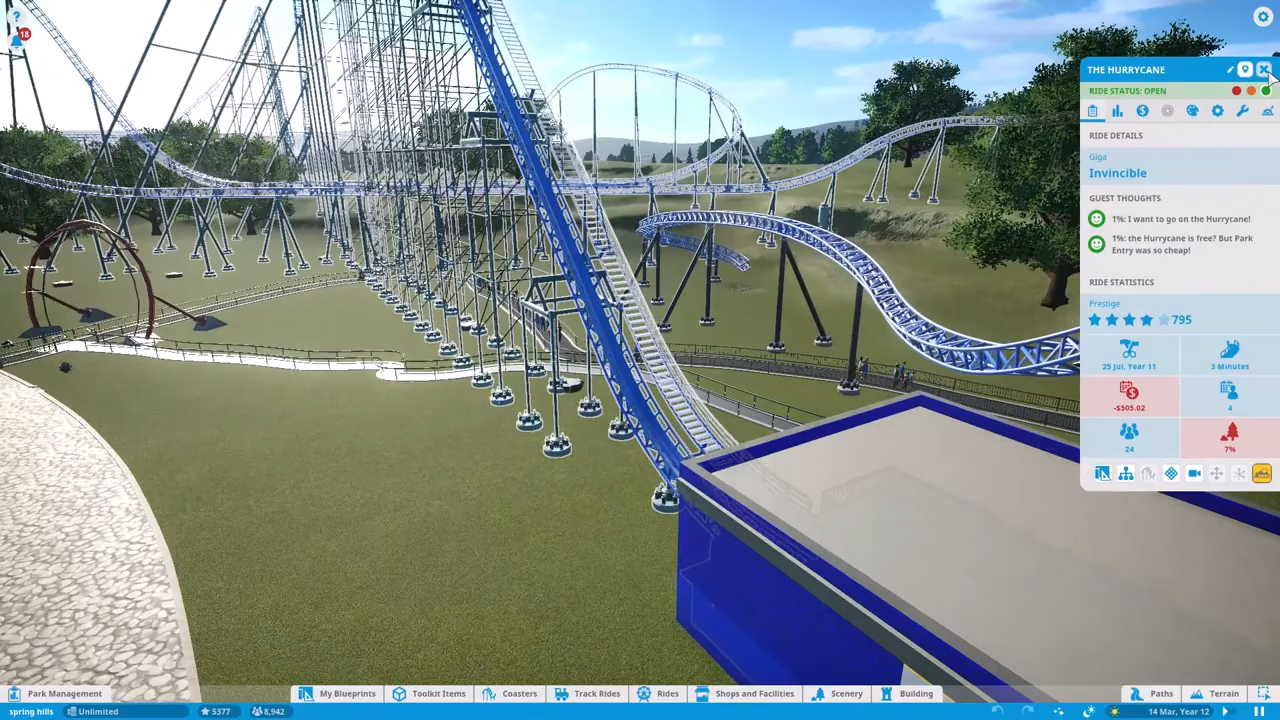 ?
18
THE HURRYCANE
RIDE STATUS: OPEN
RIDE DETAILS
Giga
Invincible
GUEST THOUGHTS
1%: I want to go on the Hurrycane!
1%: the Hurrycane is free? But Park
Entry was so cheap!
RIDE STATISTICS
Prestige
795
25 Jul, Year 11
3 Minutes
-$505.02
4
24
7%
Park Management
My Blueprints
Toolkit Items
Coasters
Track Rides
Rides
Shops and Facilities
Scenery
Building
Paths
Terrain
spring hills
Unlimited
5377
8,942
14 Mar, Year 12